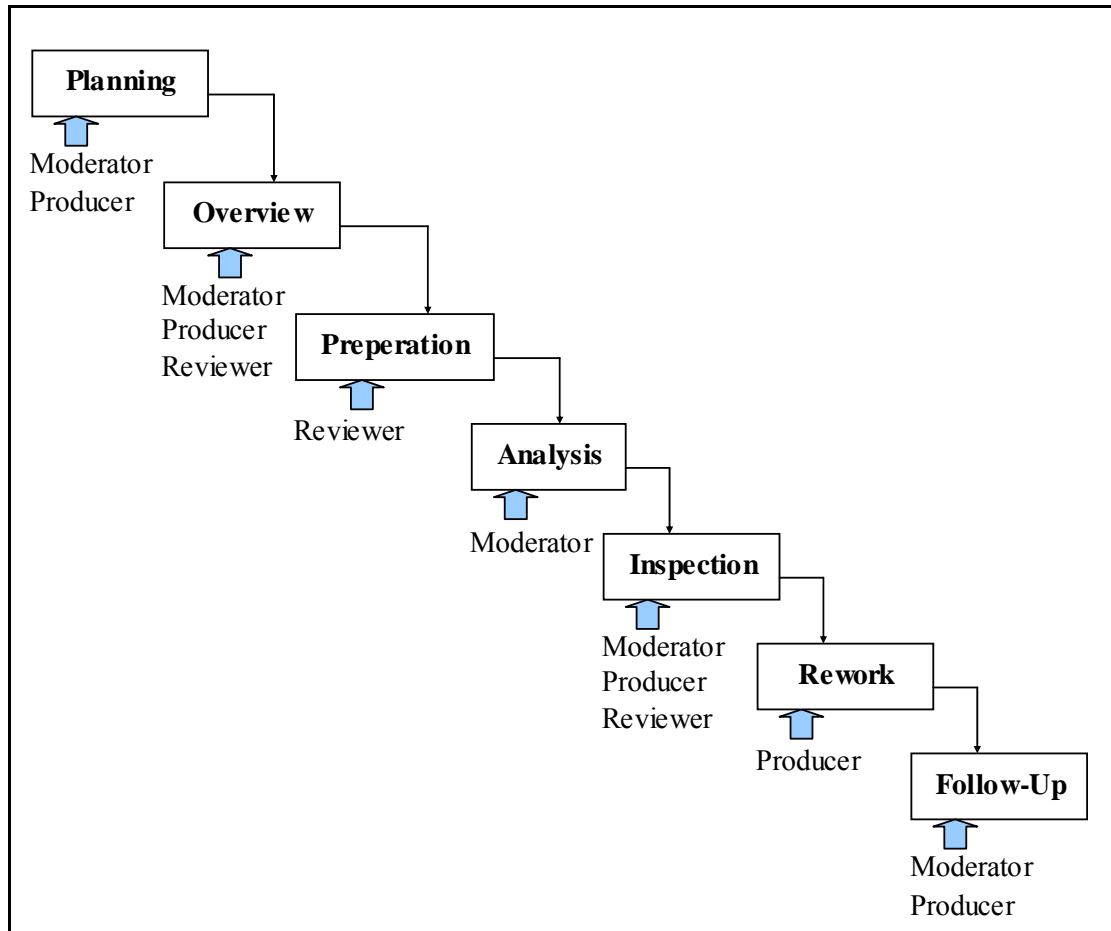 Planning
Moderator
Producer
Overview
Moderator
Producer
Reviewer
Preperation
Reviewer
Analysis
Moderator
Inspection
Moderator
Producer
Reviewer
Rework
Producer
Follow-Up
Moderator
Producer